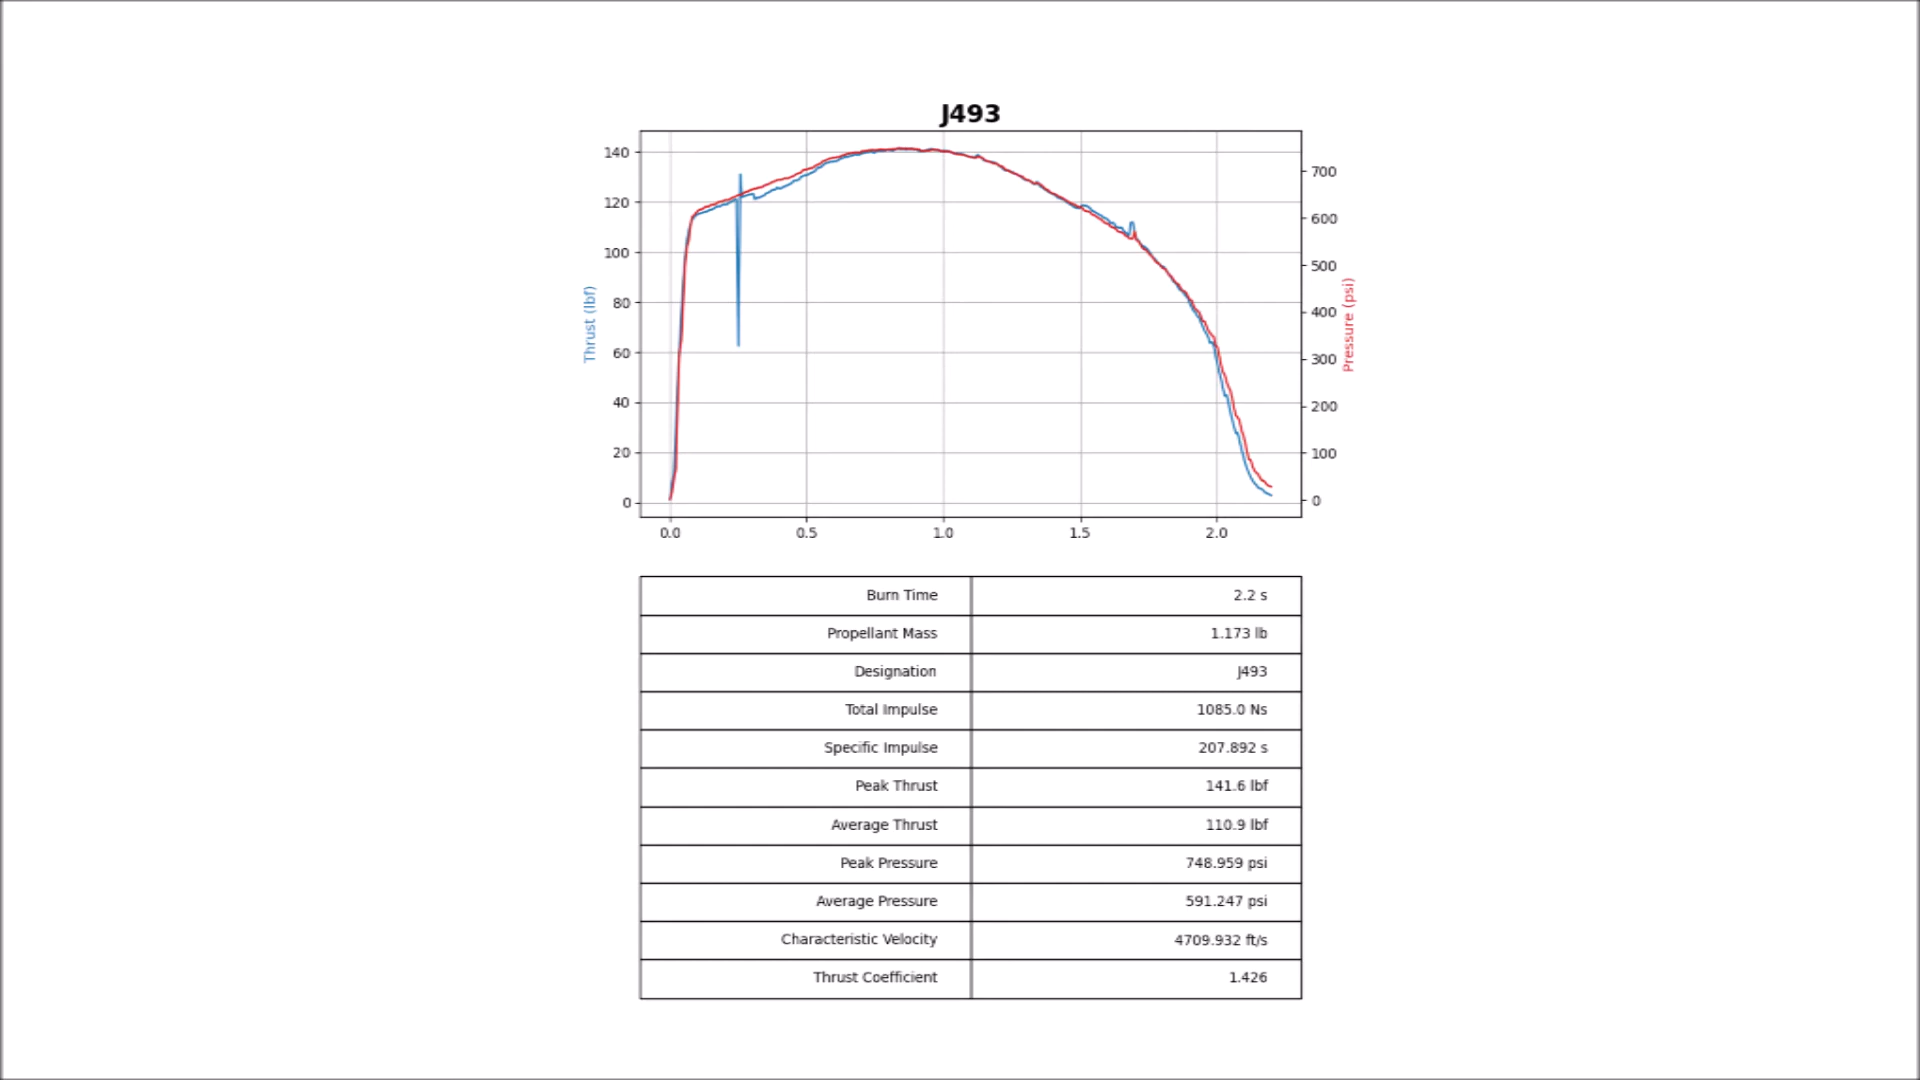 J493
140
120
100
80
60
40
20
0
Thrust (lbf)
700
600
500
400
300
200
100
0
Pressure (psi)
0.0 0.5 1.0 1.5 2.0
Burn Time 2.2 s
Propellant Mass 1.173 lb
Designation J493
Total Impulse 1085.0 Ns
Specific Impulse 207.892 s
Peak Thrust 141.6 lbf
Average Thrust 110.9 lbf
Peak Pressure 748.959 psi
Average Pressure 591.247 psi
Characteristic Velocity 4709.932 ft/s
Thrust Coefficient 1.426